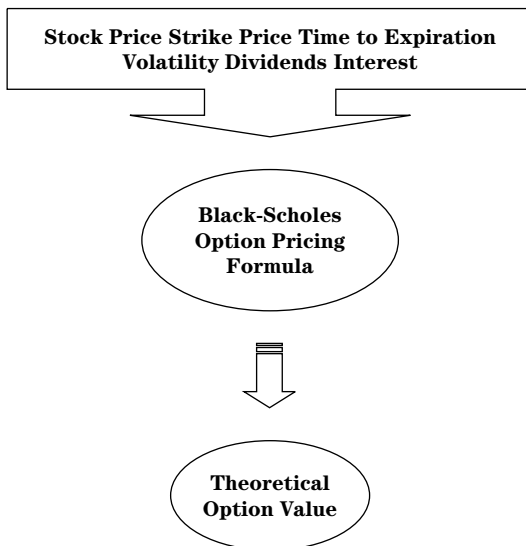 Stock Price Strike Price Time to Expiration
Volatility Dividends Interest
Black-Scholes
Option Pricing
Formula
Theoretical
Option Value